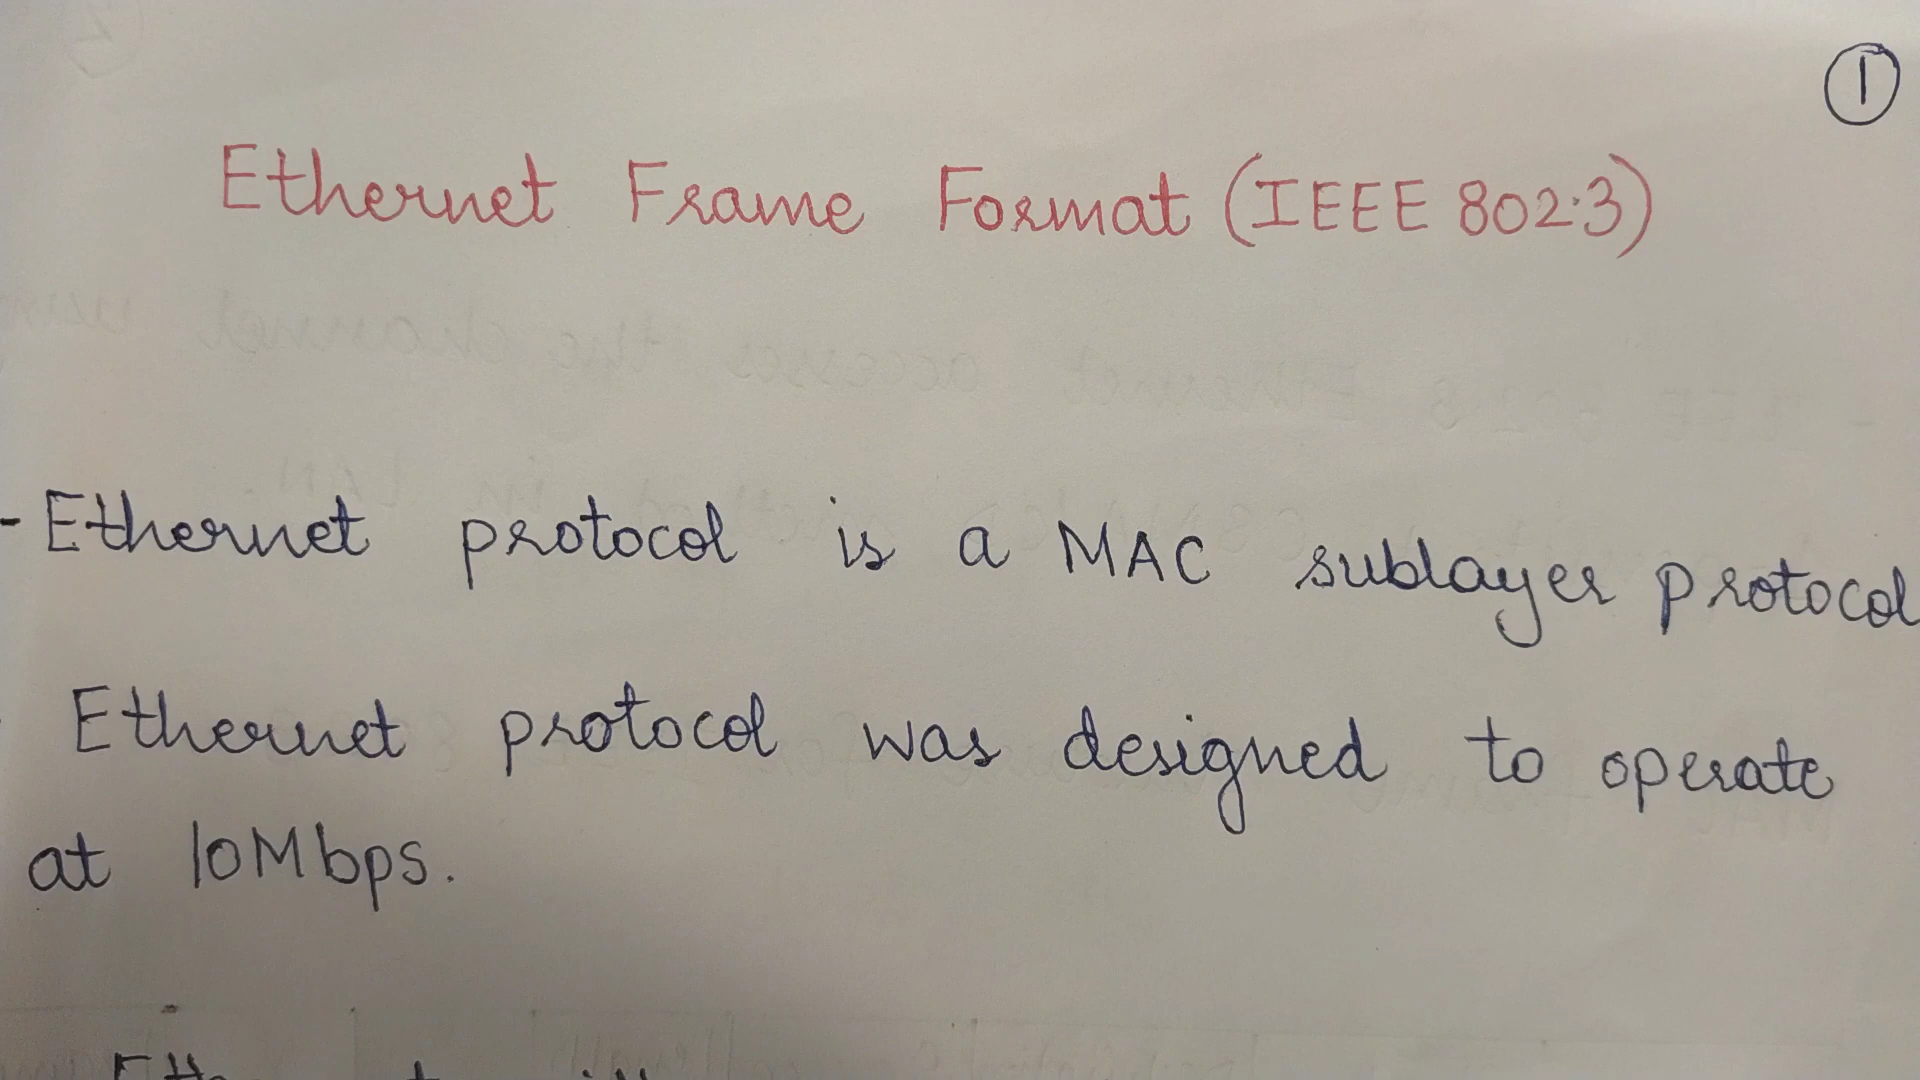 ①
Ethernet Frame Format (IEEE 802.3)
- Ethernet protocol is a MAC sublayer protocol
Ethernet protocol was designed to operate
at 10Mbps.